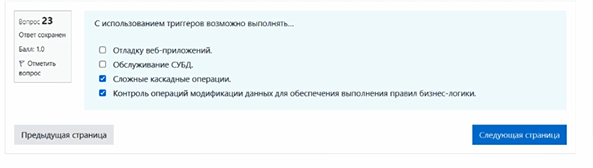 Вопрос 23
Ответ сохранен
Балл: 1,0
Отметить
вопрос
С использованием триггеров возможно выполнять...
Отладку веб-приложений.
Обслуживание СУБД.
Сложные каскадные операции.
Контроль операций модификации данных для обеспечения выполнения правил бизнес-логики.
Предыдущая страница
Следующая страница